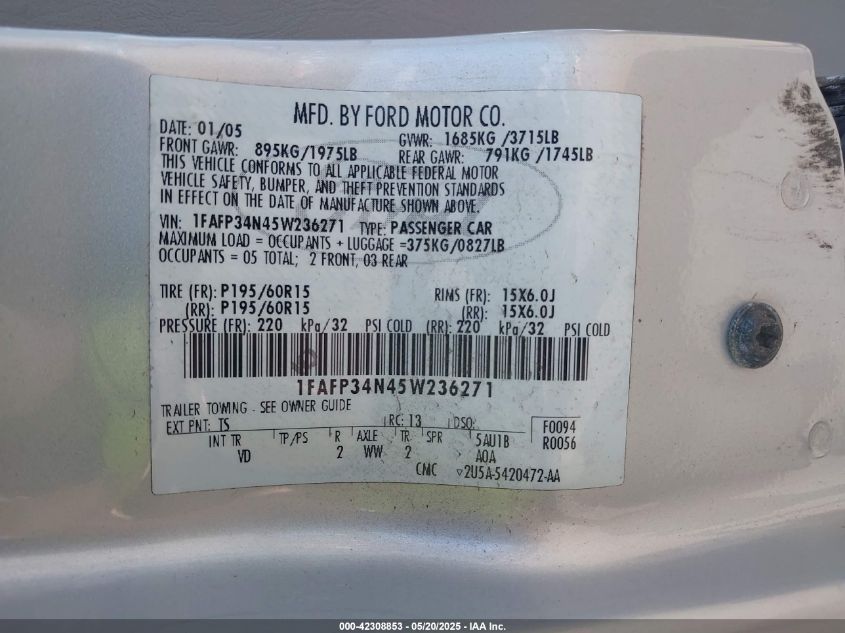 MFD. BY FORD MOTOR CO.
DATE: 01/05 GVWR: 1685KG /3715LB
FRONT GAWR: 895KG/1975LB REAR GAWR: 791KG /1745LB
THIS VEHICLE CONFORMS TO ALL APPLICABLE FEDERAL MOTOR
VEHICLE SAFETY, BUMPER, AND THEFT PREVENTION STANDARDS
IN EFFECT ON THE DATE OF MANUFACTURE SHOWN ABOVE.
VIN: 1FAFP34N45W236271 TYPE: PASSENGER CAR
MAXIMUM LOAD = OCCUPANTS + LUGGAGE =375KG/0827LB
OCCUPANTS = 05 TOTAL; 2 FRONT, 03 REAR
TIRE (FR): P195/60R15 RIMS (FR): 15X6.0J
(RR): P195/60R15 (RR): 15X6.0J
PRESSURE (FR): 220 kPa/32 PSI COLD (RR): 220 kPa/32 PSI COLD
1FAFP34N45W236271
TRAILER TOWING - SEE OWNER GUIDE
EXT PNT: TS RC: 13 DSO: F0094
INT TR TP/PS R AXLE TR SPR 5AU1B R0056
VD 2 WW 2 A0A
CMC ▿2U5A-5420472-AA
000-42308853 — 05/20/2025 — IAA Inc.